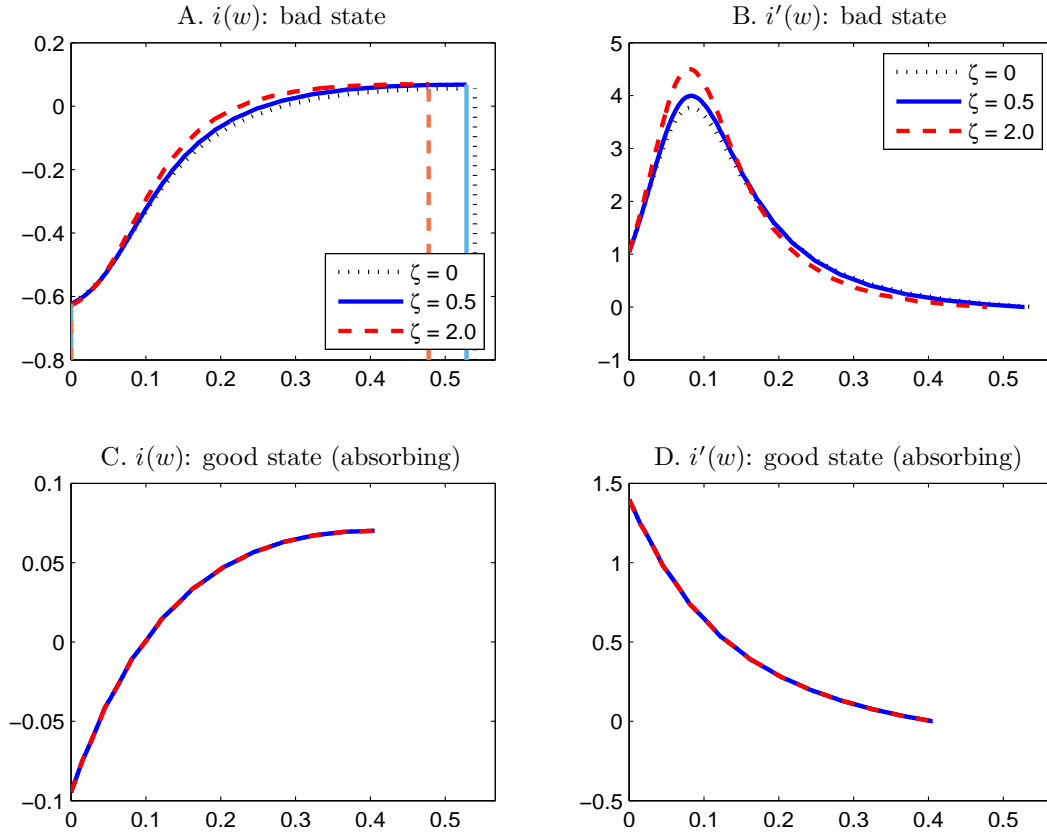 A. i(w): bad state
0.2
0
−0.2
−0.4
−0.6
−0.8
0 0.1 0.2 0.3 0.4 0.5
ζ = 0
ζ = 0.5
ζ = 2.0
B. i′(w): bad state
5
4
3
2
1
0
−1
0 0.1 0.2 0.3 0.4 0.5
ζ = 0
ζ = 0.5
ζ = 2.0
C. i(w): good state (absorbing)
0.1
0.05
0
−0.05
−0.1
0 0.1 0.2 0.3 0.4 0.5
D. i′(w): good state (absorbing)
1.5
1
0.5
0
−0.5
0 0.1 0.2 0.3 0.4 0.5